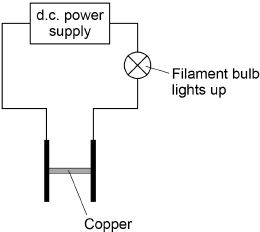 d.c. power
supply
Filament bulb
lights up
Copper